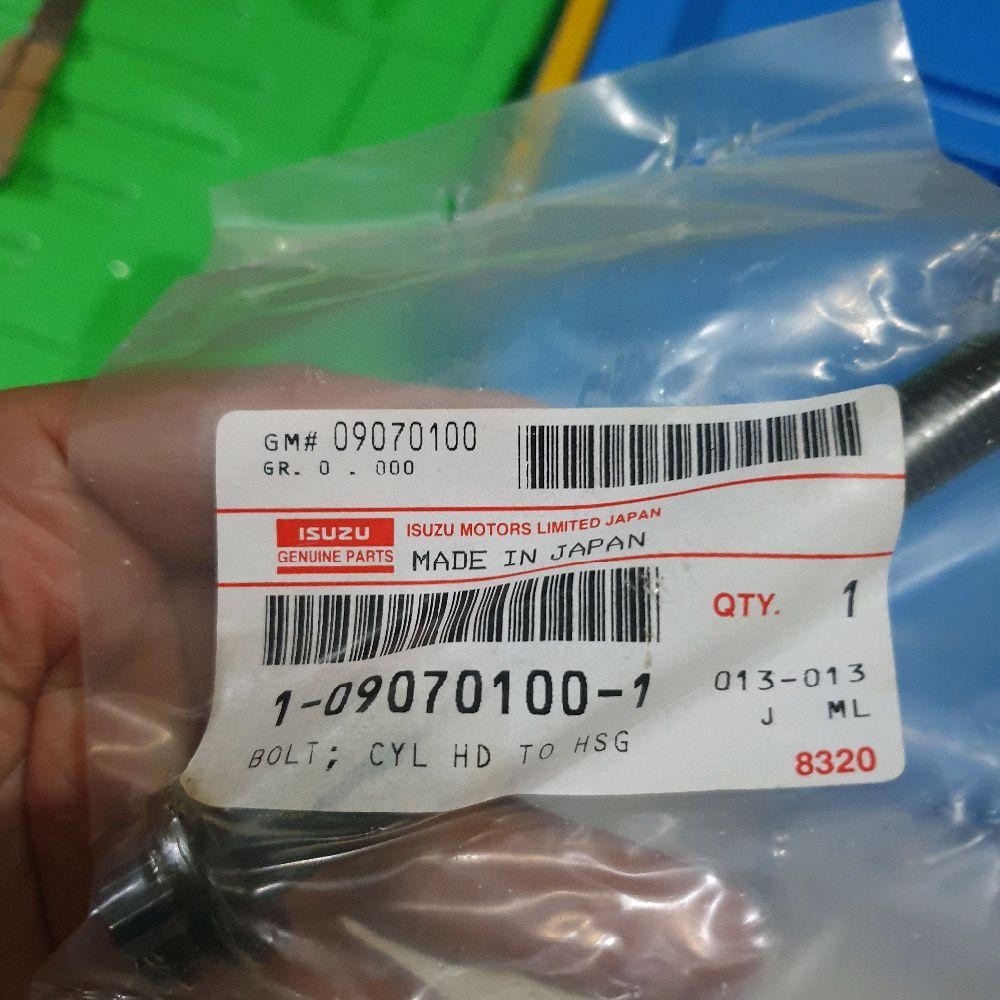 GM# 09070100
GR. 0 . 000
ISUZU
GENUINE PARTS
ISUZU MOTORS LIMITED JAPAN
MADE IN JAPAN
QTY. 1
1-09070100-1
013-013
J ML
BOLT; CYL HD TO HSG
8320